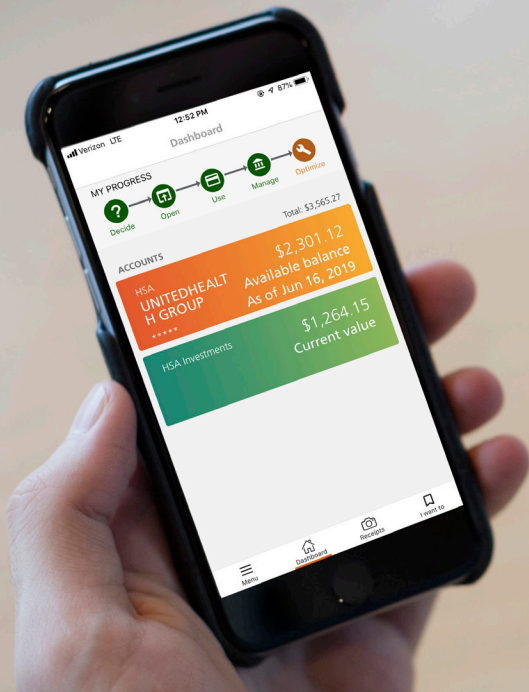 Verizon LTE
12:52 PM
87%
Dashboard
MY PROGRESS
?
Decide
Open
Use
Manage
Optimize
ACCOUNTS
Total: $3,565.27
HSA
UNITEDHEALT
H GROUP
*****
$2,301.12
Available balance
As of Jun 16, 2019
HSA Investments
$1,264.15
Current value
Menu
Dashboard
Receipts
I want to